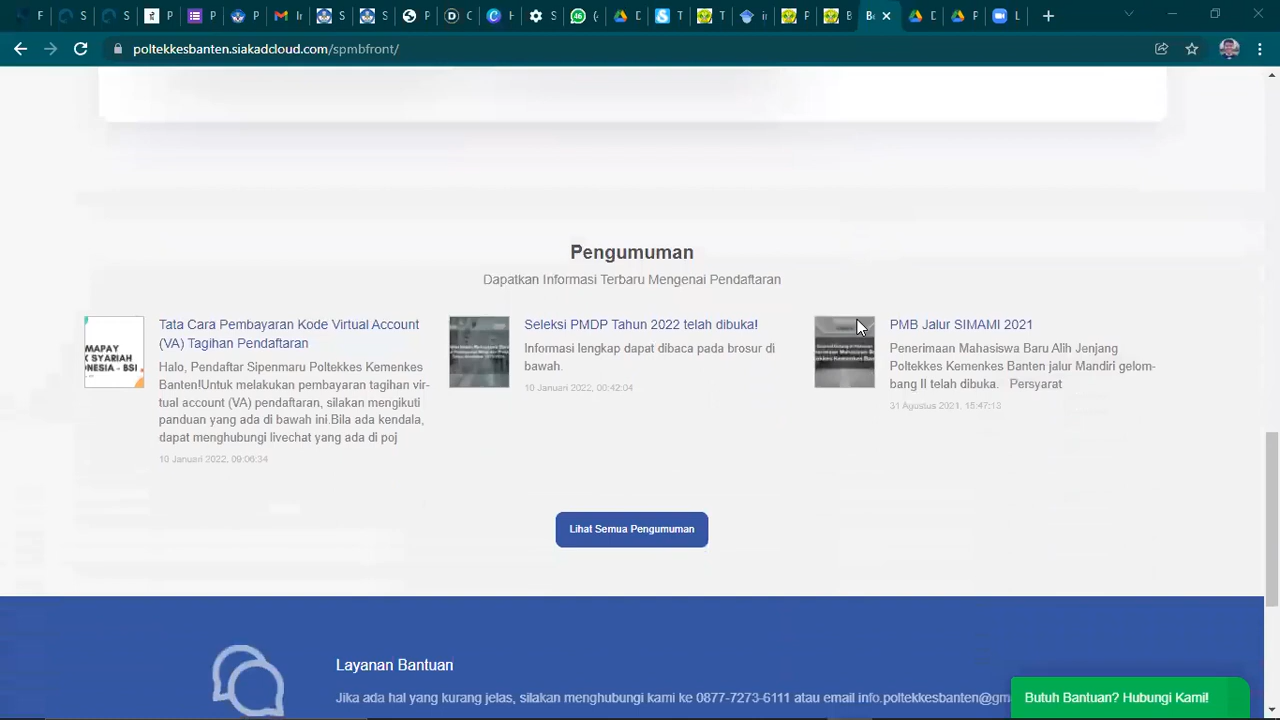 poltekkesbanten.siakadcloud.com/spmbfront/
Pengumuman
Dapatkan Informasi Terbaru Mengenai Pendaftaran
Tata Cara Pembayaran Kode Virtual Account
(VA) Tagihan Pendaftaran
Halo, Pendaftar Sipenmaru Poltekkes Kemenkes
Banten!Untuk melakukan pembayaran tagihan vir-
tual account (VA) pendaftaran, silakan mengikuti
panduan yang ada di bawah ini.Bila ada kendala,
dapat menghubungi livechat yang ada di poj
10 Januari 2022, 09:06:34
Seleksi PMDP Tahun 2022 telah dibuka!
Informasi lengkap dapat dibaca pada brosur di
bawah.
10 Januari 2022, 00:42:04
PMB Jalur SIMAMI 2021
Penerimaan Mahasiswa Baru Alih Jenjang
Poltekkes Kemenkes Banten jalur Mandiri gelom-
bang II telah dibuka. Persyarat
31 Agustus 2021, 15:47:13
Lihat Semua Pengumuman
Layanan Bantuan
Jika ada hal yang kurang jelas, silakan menghubungi kami ke 0877-7273-6111 atau email info.poltekkesbanten@gm
Butuh Bantuan? Hubungi Kami!